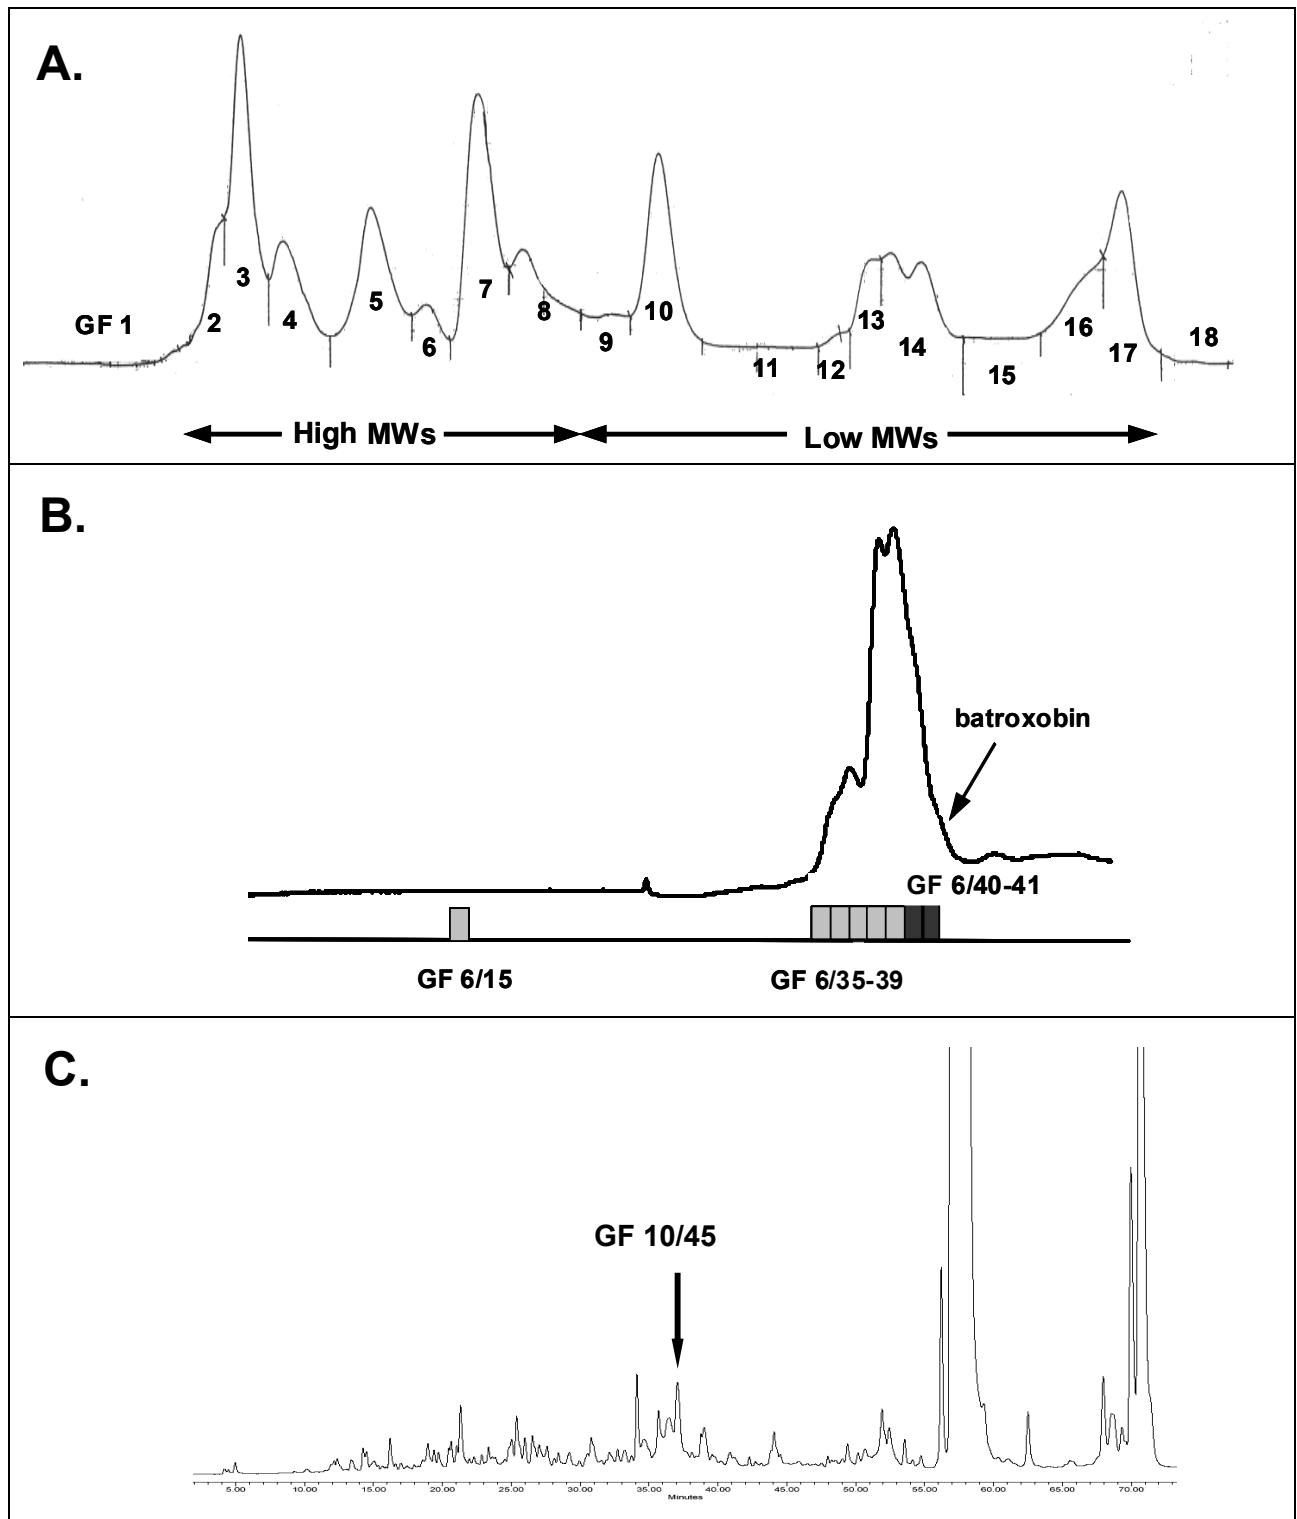 A.
GF 1
2
3
4
5
6
7
8
9
10
11
12
13
14
15
16
17
18
High MWs
Low MWs
B.
batroxobin
GF 6/40-41
GF 6/15
GF 6/35-39
C.
GF 10/45
5.00 10.00 15.00 20.00 25.00 30.00 35.00 40.00 45.00 50.00 55.00 60.00 65.00 70.00
Minutes